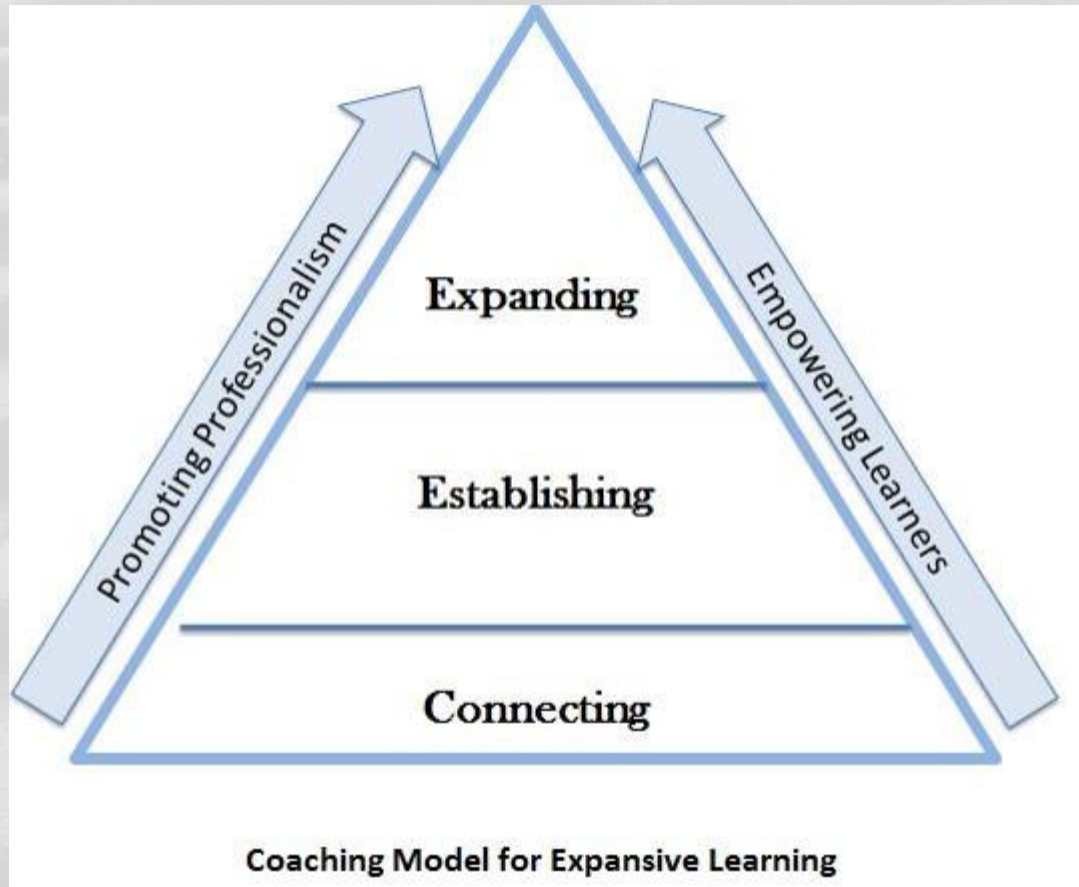 Promoting Professionalism
Empowering Learners
Expanding
Establishing
Connecting
Coaching Model for Expansive Learning